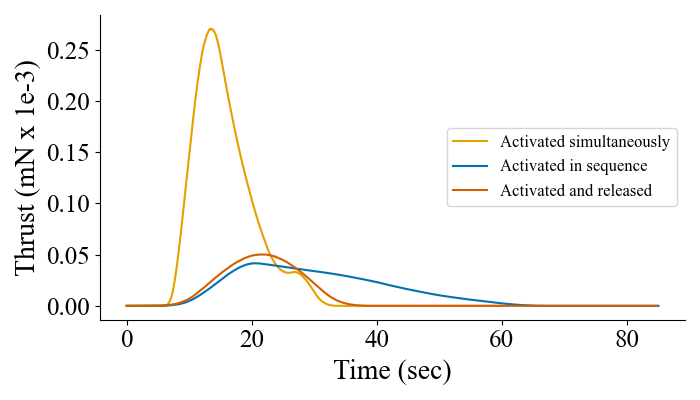 Thrust (mN x 1e-3)
0.25
0.20
0.15
0.10
0.05
0.00
0 20 40 60 80
Time (sec)
Activated simultaneously
Activated in sequence
Activated and released